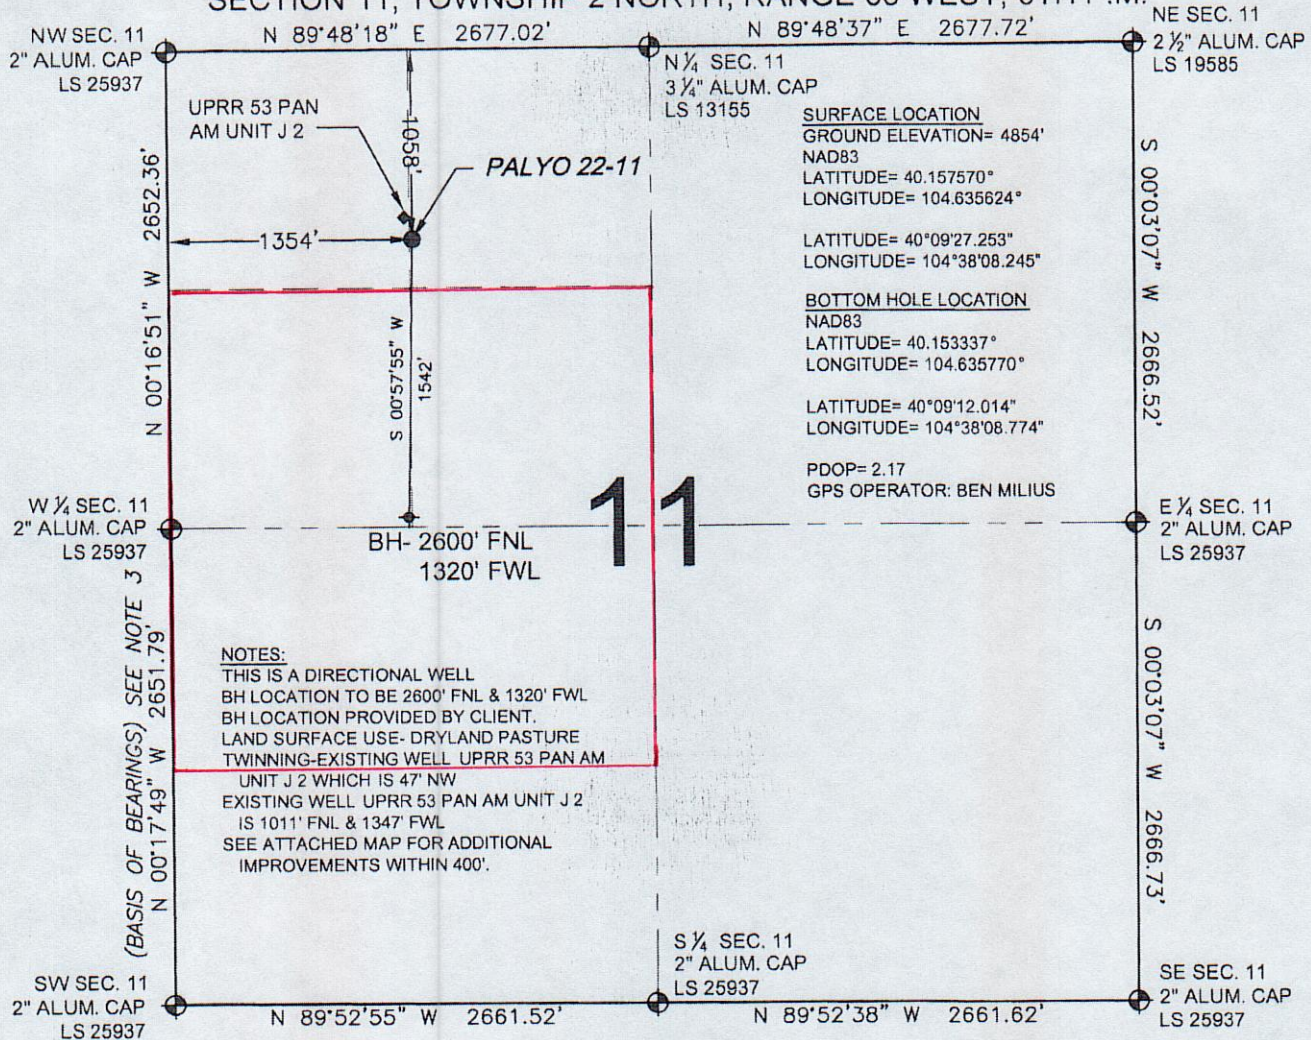 SECTION 11, TOWNSHIP 2 NORTH, RANGE
NW SEC. 11
2" ALUM. CAP
LS 25937
N 89°48'18" E 2677.02'
N 89°48'37" E 2677.72'
NE SEC. 11
2 ½" ALUM. CAP
LS 19585
N ¼ SEC. 11
3 ¼" ALUM. CAP
LS 13155
UPRR 53 PAN
AM UNIT J 2
1058'
PALYO 22-11
1354'
N 00°16'51" W 2652.36'
S 00°57'55" W
1542'
SURFACE LOCATION
GROUND ELEVATION= 4854'
NAD83
LATITUDE= 40.157570°
LONGITUDE= 104.635624°
LATITUDE= 40°09'27.253"
LONGITUDE= 104°38'08.245"
BOTTOM HOLE LOCATION
NAD83
LATITUDE= 40.153337°
LONGITUDE= 104.635770°
LATITUDE= 40°09'12.014"
LONGITUDE= 104°38'08.774"
PDOP= 2.17
GPS OPERATOR: BEN MILIUS
S 00°03'07" W 2666.52'
W ¼ SEC. 11
2" ALUM. CAP
LS 25937
11
BH- 2600' FNL
1320' FWL
E ¼ SEC. 11
2" ALUM. CAP
LS 25937
(BASIS OF BEARINGS) SEE NOTE 3
N 00°17'49" W 2651.79'
NOTES:
THIS IS A DIRECTIONAL WELL
BH LOCATION TO BE 2600' FNL & 1320' FWL
BH LOCATION PROVIDED BY CLIENT.
LAND SURFACE USE- DRYLAND PASTURE
TWINNING-EXISTING WELL UPRR 53 PAN AM
UNIT J 2 WHICH IS 47' NW
EXISTING WELL UPRR 53 PAN AM UNIT J 2
IS 1011' FNL & 1347' FWL
SEE ATTACHED MAP FOR ADDITIONAL
IMPROVEMENTS WITHIN 400'.
S 00°03'07" W 2666.73'
SW SEC. 11
2" ALUM. CAP
LS 25937
N 89°52'55" W 2661.52'
S ¼ SEC. 11
2" ALUM. CAP
LS 25937
N 89°52'38" W 2661.62'
SE SEC. 11
2" ALUM. CAP
LS 25937